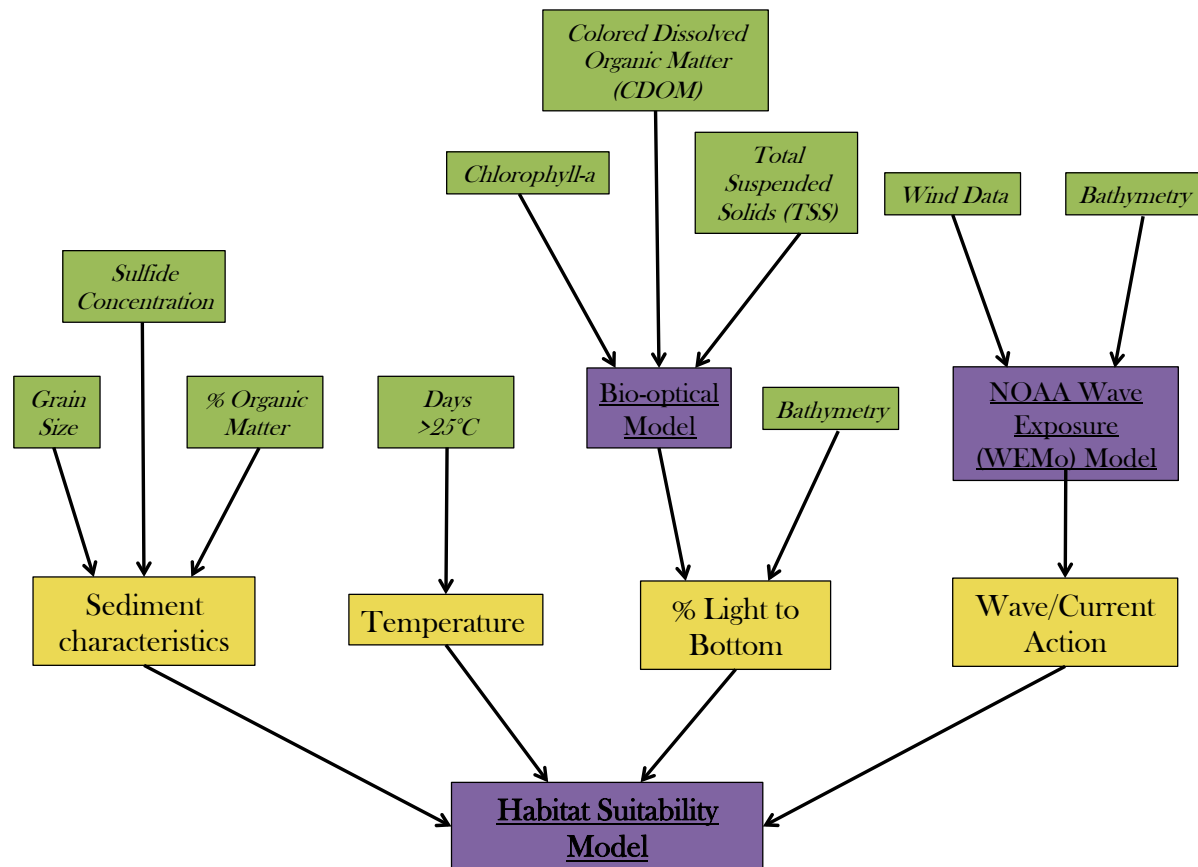 Colored Dissolved
Organic Matter
(CDOM)
Chlorophyll-a
Total
Suspended
Solids (TSS)
Wind Data
Bathymetry
Sulfide
Concentration
Grain
Size
% Organic
Matter
Days
>25°C
Bio-optical
Model
Bathymetry
NOAA Wave
Exposure
(WEMo) Model
Sediment
characteristics
Temperature
% Light to
Bottom
Wave/Current
Action
Habitat Suitability
Model